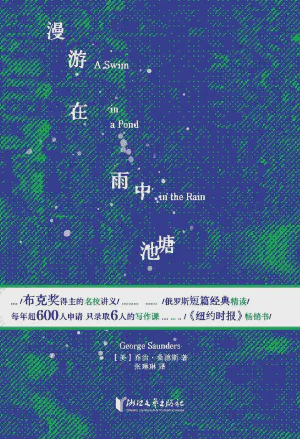 漫游在雨中池塘
A Swim
in
a Pond
in the Rain
.... /布克奖得主的名校讲义/ ......... ...... /俄罗斯短篇经典精读/
每年超600人申请 只录取6人的写作课 ... ... .. /《纽约时报》畅销书/
George Saunders
【美】乔治·桑德斯 著
张琳琳 译
浙江文艺出版社